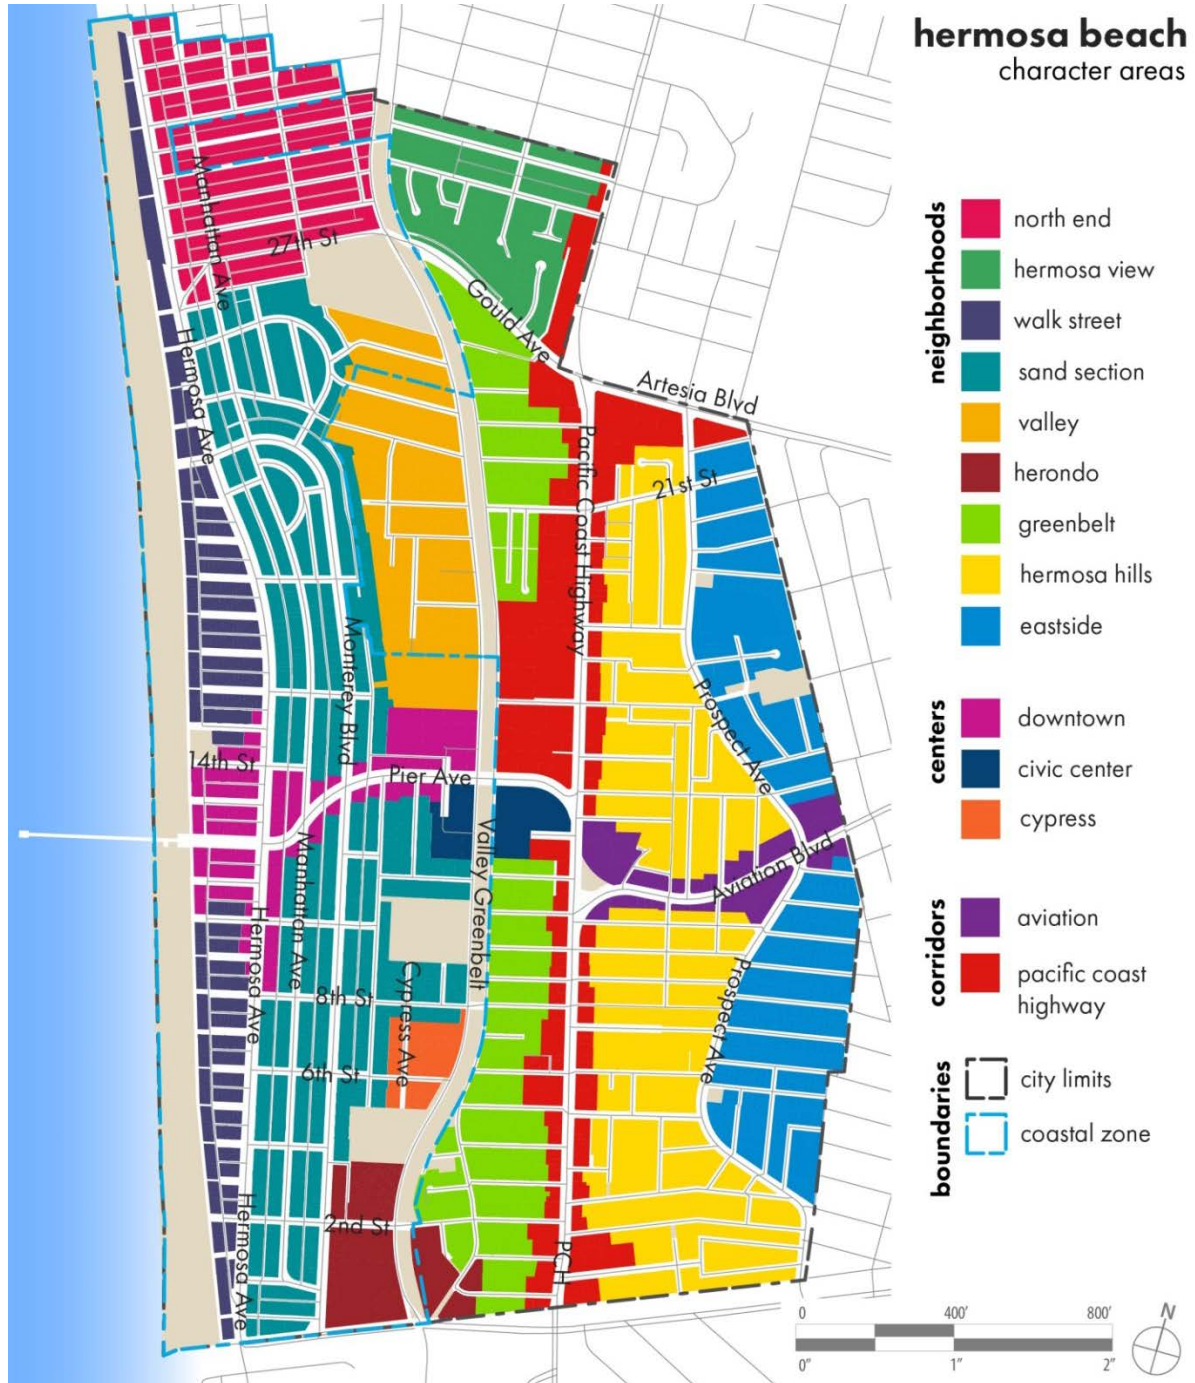 hermosa beach
character areas
neighborhoods
north end
hermosa view
walk street
sand section
valley
herondo
greenbelt
hermosa hills
eastside
centers
downtown
civic center
cypress
corridors
aviation
pacific coast
highway
boundaries
city limits
coastal zone
Manhattan Ave
27th St
Gould Ave
Artesia Blvd
Hermosa Ave
Pacific Coast Highway
21st St
Monterey Blvd
Prospect Ave
14th St
Pier Ave
Aviation Blvd
Valley Greenbelt
Manhattan Ave
Hermosa Ave
Cypress Ave
Prospect Ave
8th St
6th St
2nd St
Hermosa Ave
PCH
0 400' 800'
0" 1" 2"
N